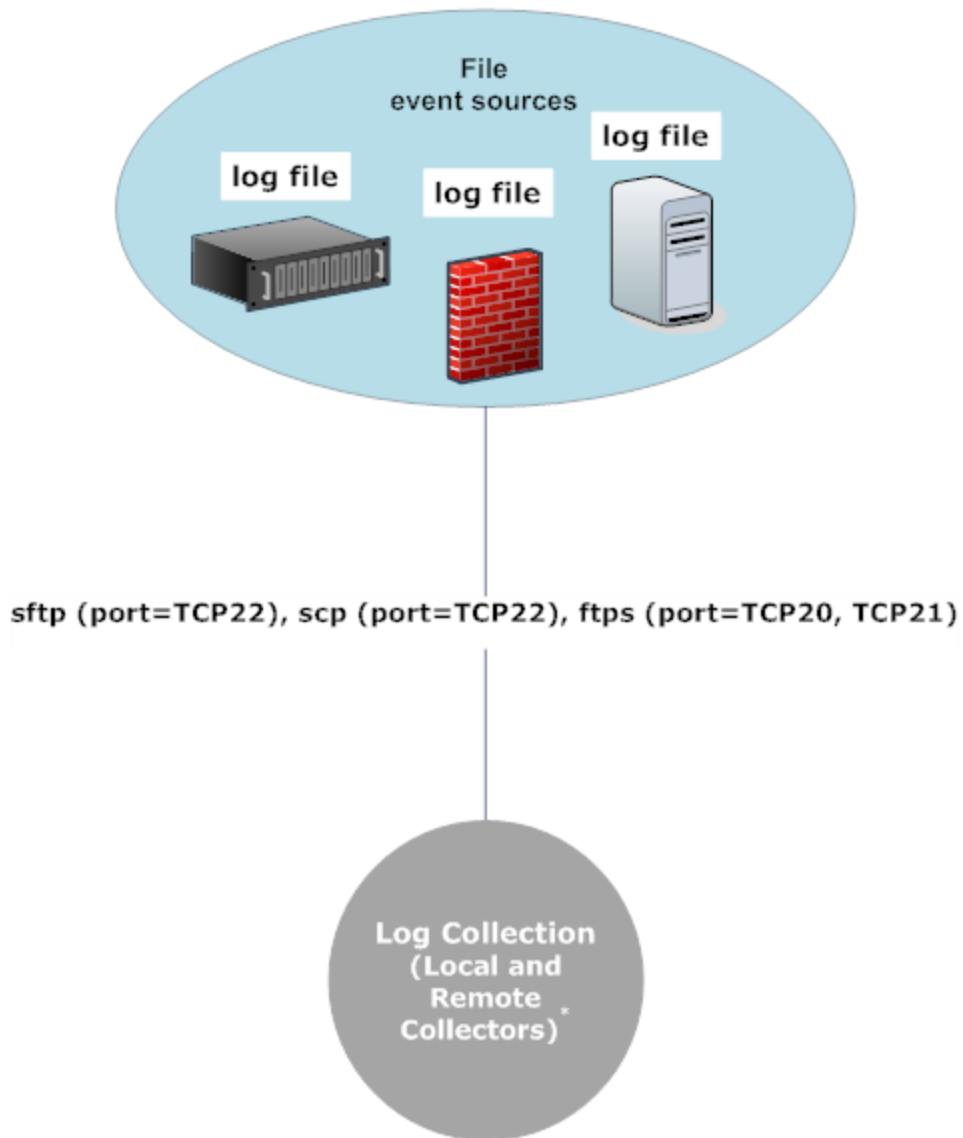 File
event sources
log file
log file
log file
sftp (port=TCP22), scp (port=TCP22), ftps (port=TCP20, TCP21)
Log Collection
(Local and
Remote
Collectors)*